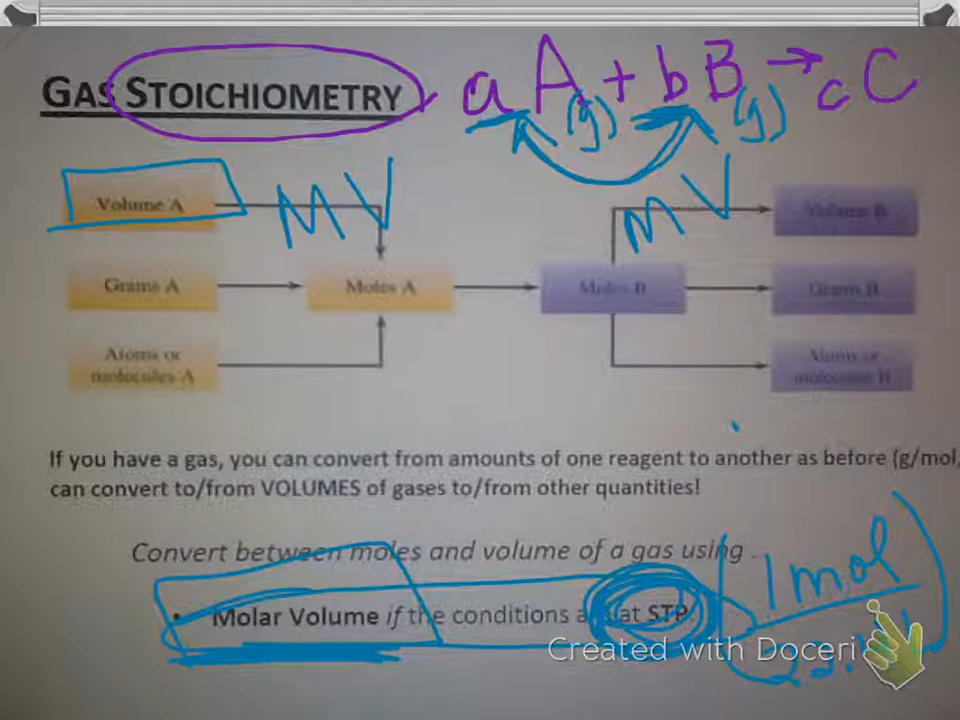 GAS STOICHIOMETRY aA(g) + bB(g) → cC
Volume A MV MV Volume B
Grams A Moles A Moles B Grams B
Atoms or molecules A Atoms or molecules B
If you have a gas, you can convert from amounts of one reagent to another as before (g/mol,
can convert to/from VOLUMES of gases to/from other quantities!
Convert between moles and volume of a gas using .
• Molar Volume if the conditions at STP.
1 mol
Created with Doceri